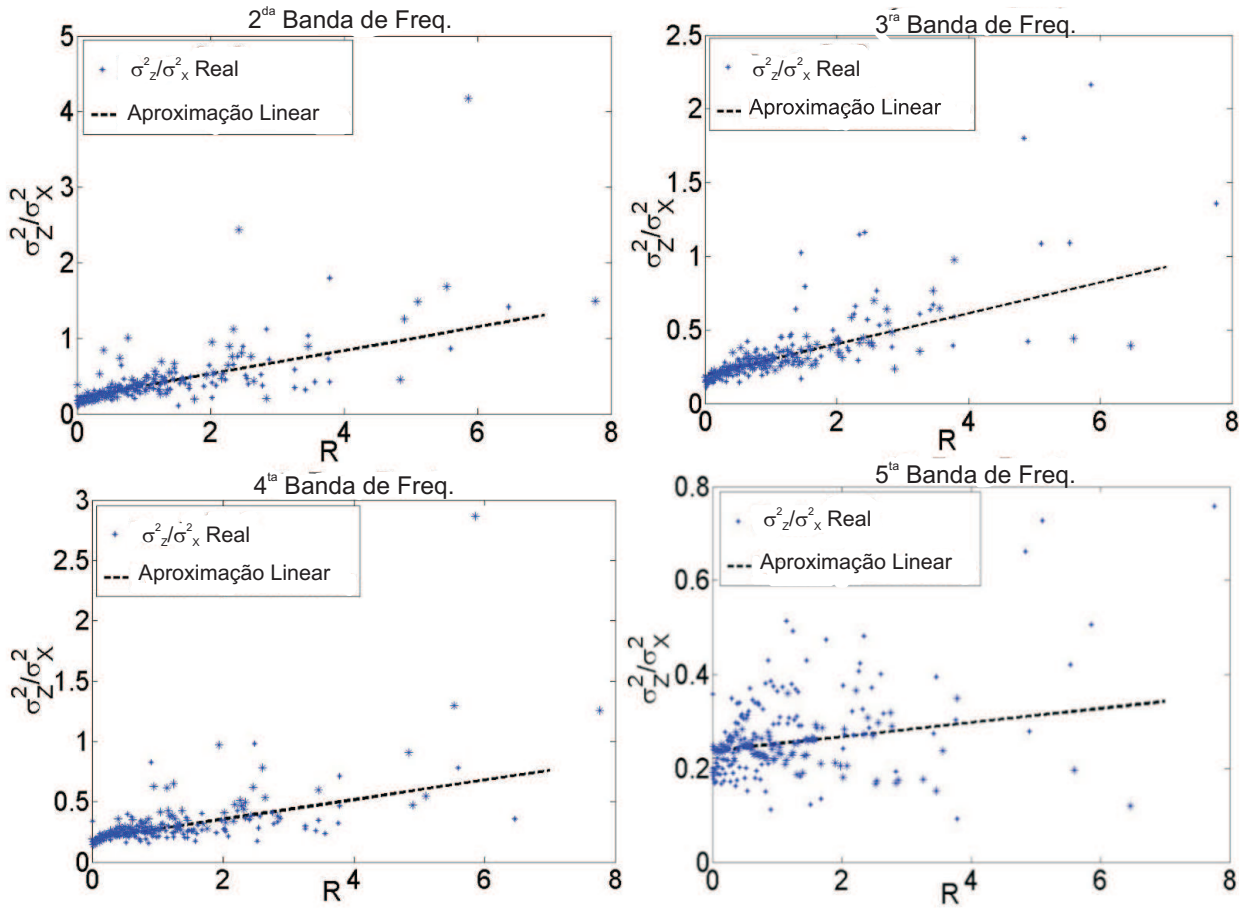 2da Banda de Freq.
5
4
3
2
1
0
σ²z/σ²x Real
Aproximação Linear
σ²Z/σ²X
0
2
4
6
8
R
3ra Banda de Freq.
2.5
2
1.5
1
0.5
0
σ²z/σ²x Real
Aproximação Linear
σ²Z/σ²X
0
2
4
6
8
R
4ta Banda de Freq.
3
2.5
2
1.5
1
0.5
0
σ²z/σ²x Real
Aproximação Linear
σ²Z/σ²X
0
2
4
6
8
R
5ta Banda de Freq.
0.8
0.6
0.4
0.2
0
σ²z/σ²x Real
Aproximação Linear
σ²Z/σ²X
0
2
4
6
8
R